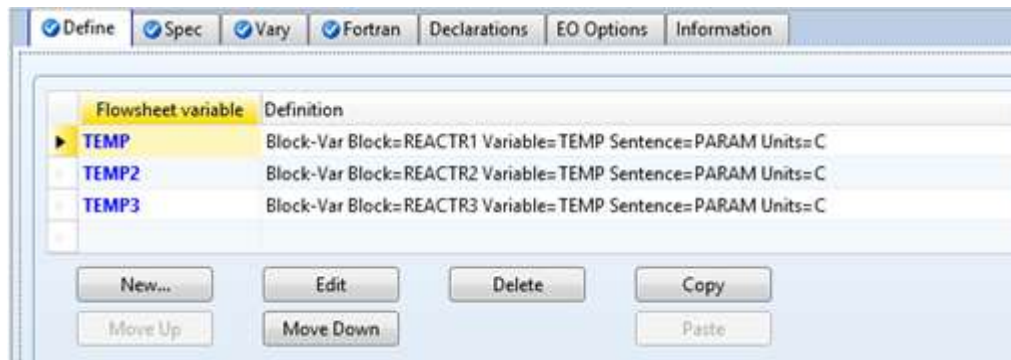 Define Spec Vary Fortran Declarations EO Options Information
Flowsheet variable Definition
TEMP Block-Var Block=REACTR1 Variable=TEMP Sentence=PARAM Units=C
TEMP2 Block-Var Block=REACTR2 Variable=TEMP Sentence=PARAM Units=C
TEMP3 Block-Var Block=REACTR3 Variable=TEMP Sentence=PARAM Units=C
New... Edit Delete Copy
Move Up Move Down Paste